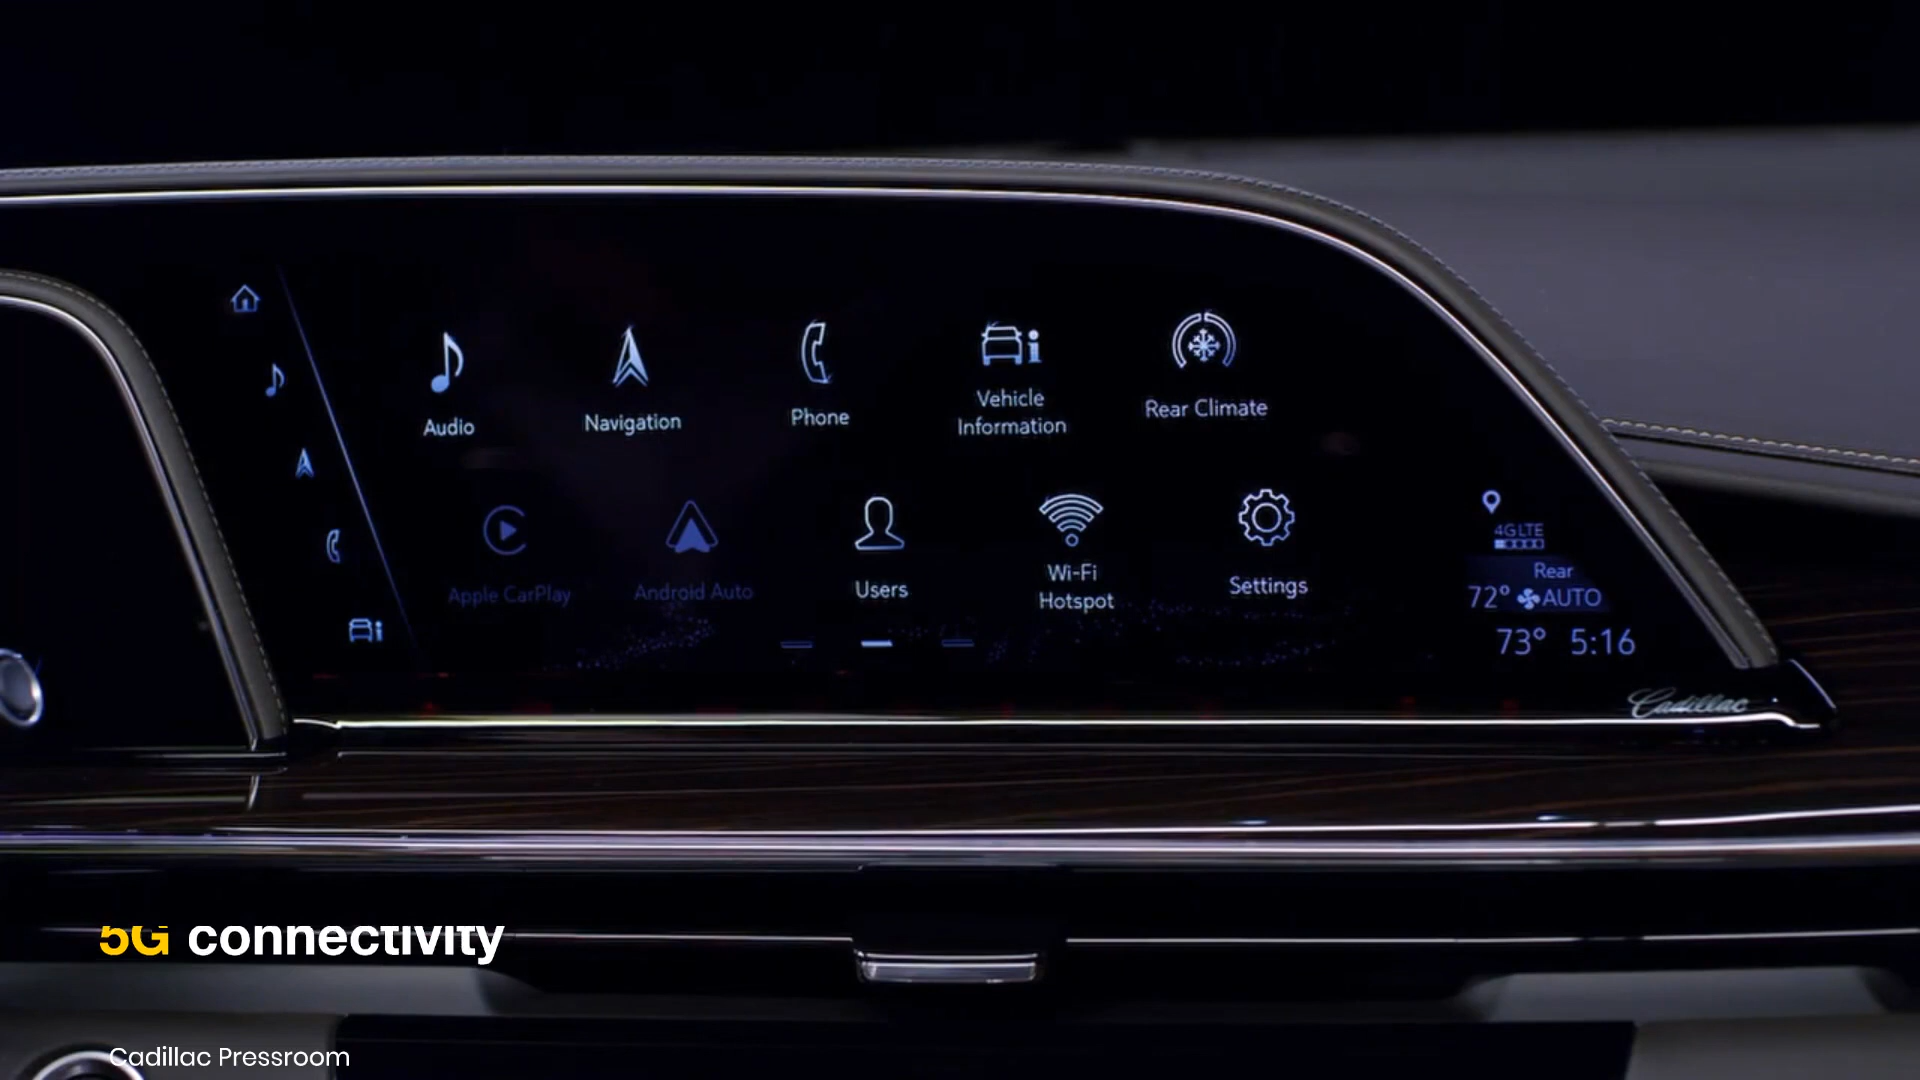 Audio
Navigation
Phone
Vehicle
Information
Rear Climate
Apple CarPlay
Android Auto
Users
Wi-Fi
Hotspot
Settings
4G LTE
Rear
72° AUTO
73° 5:16
Cadillac
5G connectivity
Cadillac Pressroom